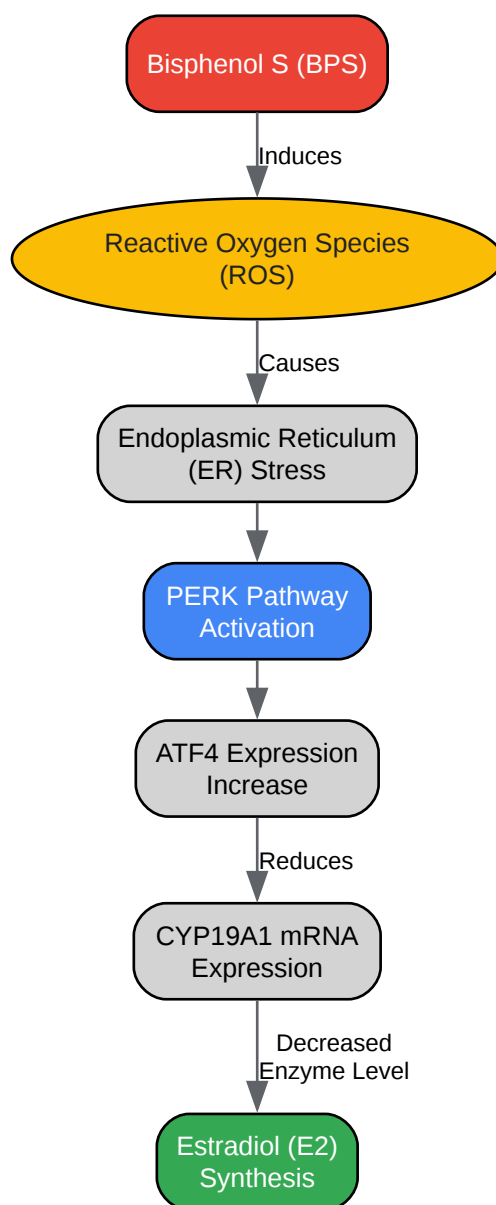 Bisphenol S (BPS)
Induces
Reactive Oxygen Species
(ROS)
Causes
Endoplasmic Reticulum
(ER) Stress
PERK Pathway
Activation
ATF4 Expression
Increase
Reduces
CYP19A1 mRNA
Expression
Decreased
Enzyme Level
Estradiol (E2)
Synthesis